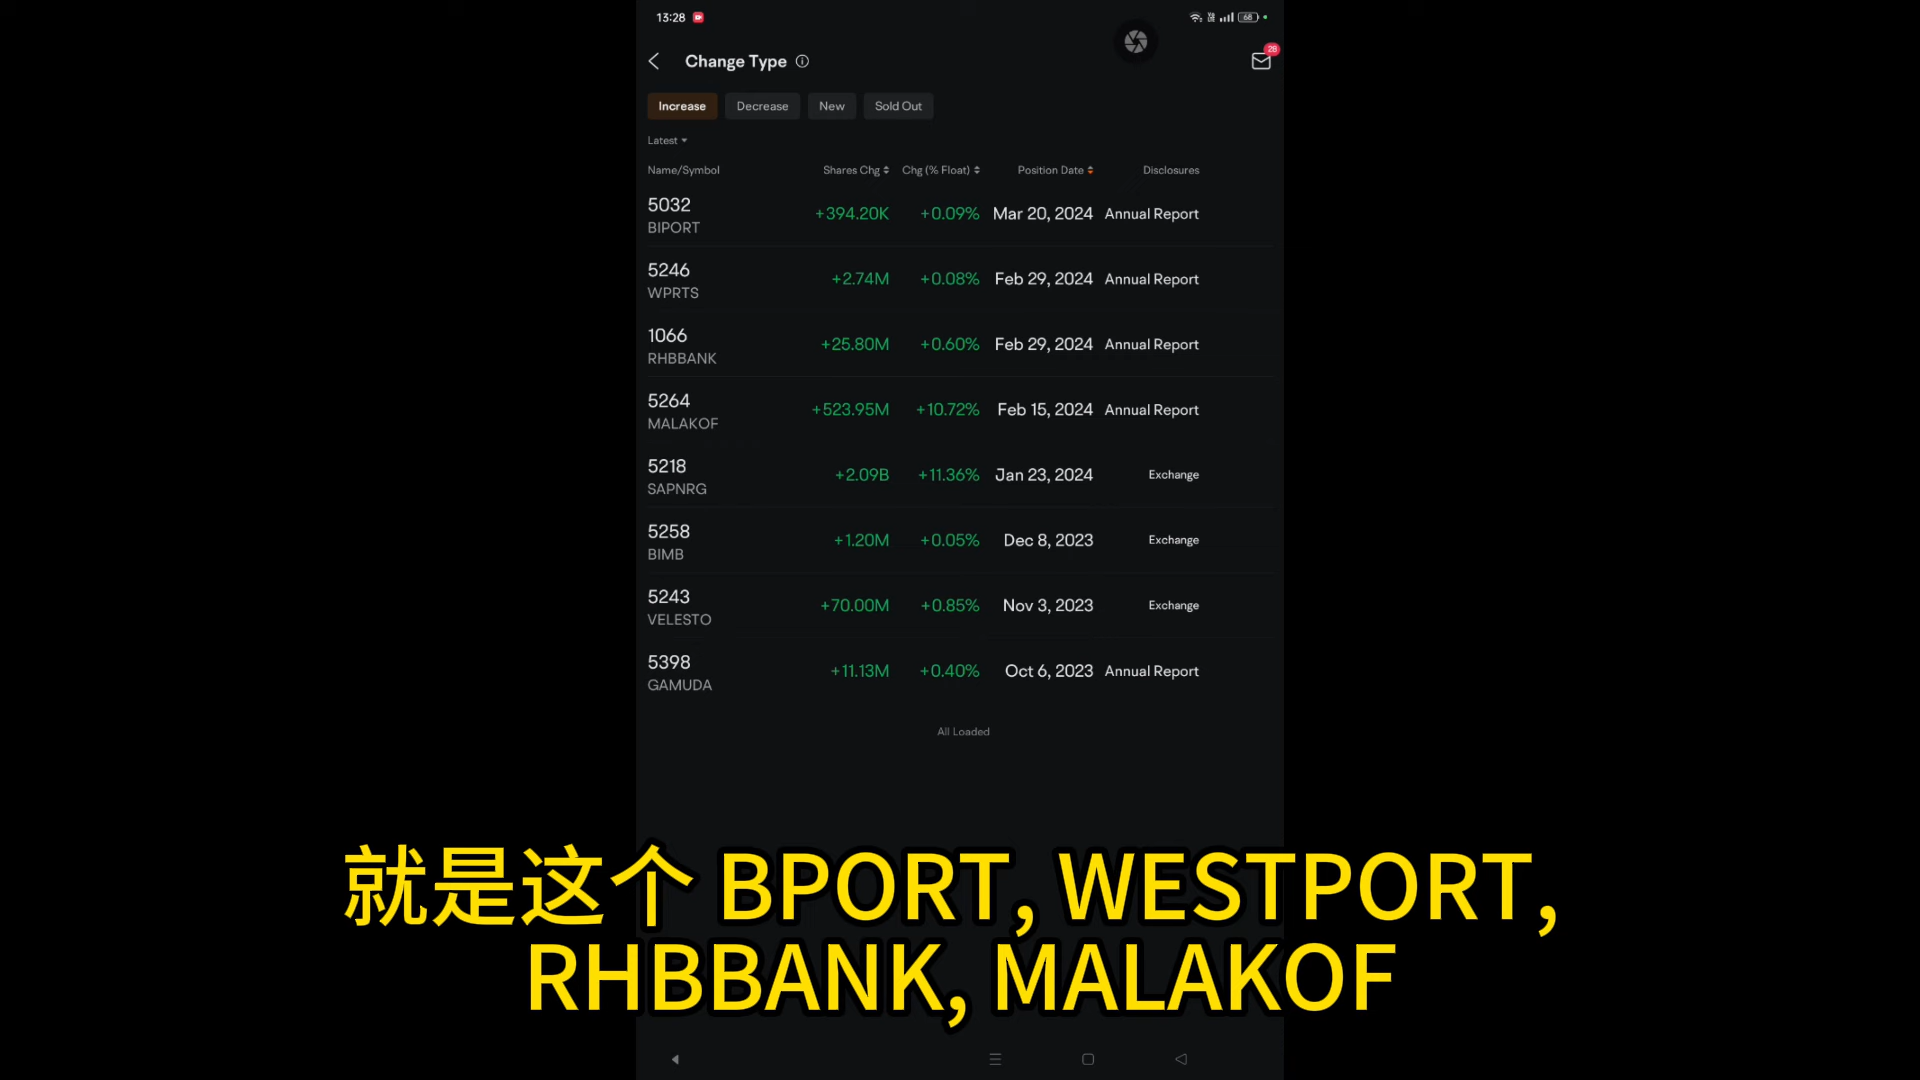 13:28 68
Change Type 28
Increase Decrease New Sold Out
Latest
Name/Symbol Shares Chg Chg (% Float) Position Date Disclosures
5032 +394.20K +0.09% Mar 20, 2024 Annual Report
BIPORT
5246 +2.74M +0.08% Feb 29, 2024 Annual Report
WPRTS
1066 +25.80M +0.60% Feb 29, 2024 Annual Report
RHBBANK
5264 +523.95M +10.72% Feb 15, 2024 Annual Report
MALAKOF
5218 +2.09B +11.36% Jan 23, 2024 Exchange
SAPNRG
5258 +1.20M +0.05% Dec 8, 2023 Exchange
BIMB
5243 +70.00M +0.85% Nov 3, 2023 Exchange
VELESTO
5398 +11.13M +0.40% Oct 6, 2023 Annual Report
GAMUDA
All Loaded
就是这个 BPORT, WESTPORT,
RHBBANK, MALAKOF